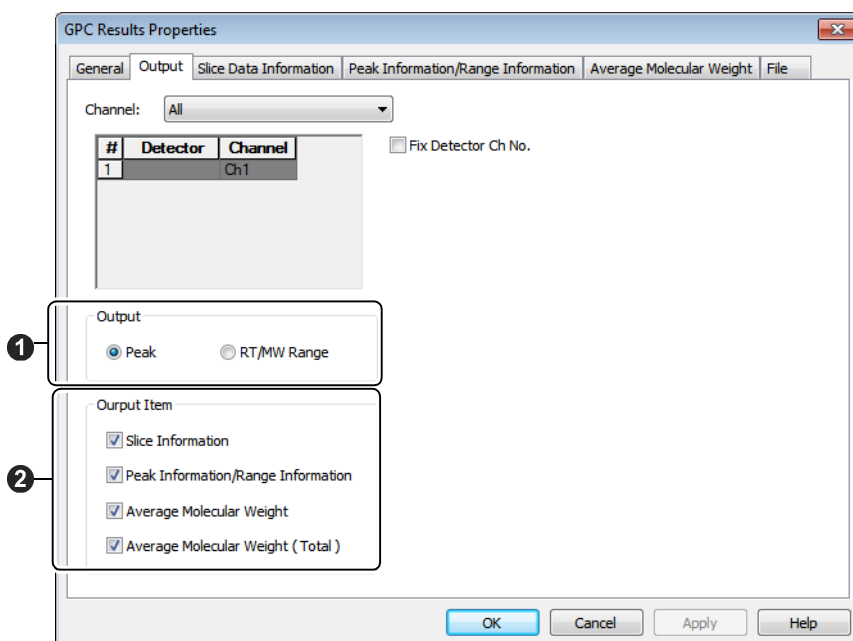 GPC Results Properties
General Output Slice Data Information Peak Information/Range Information Average Molecular Weight File
Channel: All
# Detector Channel
1 Ch1
Fix Detector Ch No.
1
Output
Peak RT/MW Range
2
Ourput Item
Slice Information
Peak Information/Range Information
Average Molecular Weight
Average Molecular Weight ( Total )
OK Cancel Apply Help